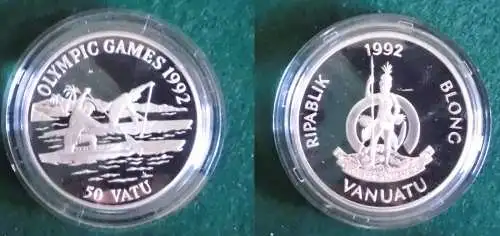 OLYMPIC GAMES 1992
50 VATU
1992
RIPABLIK
BLONG
VANUATU